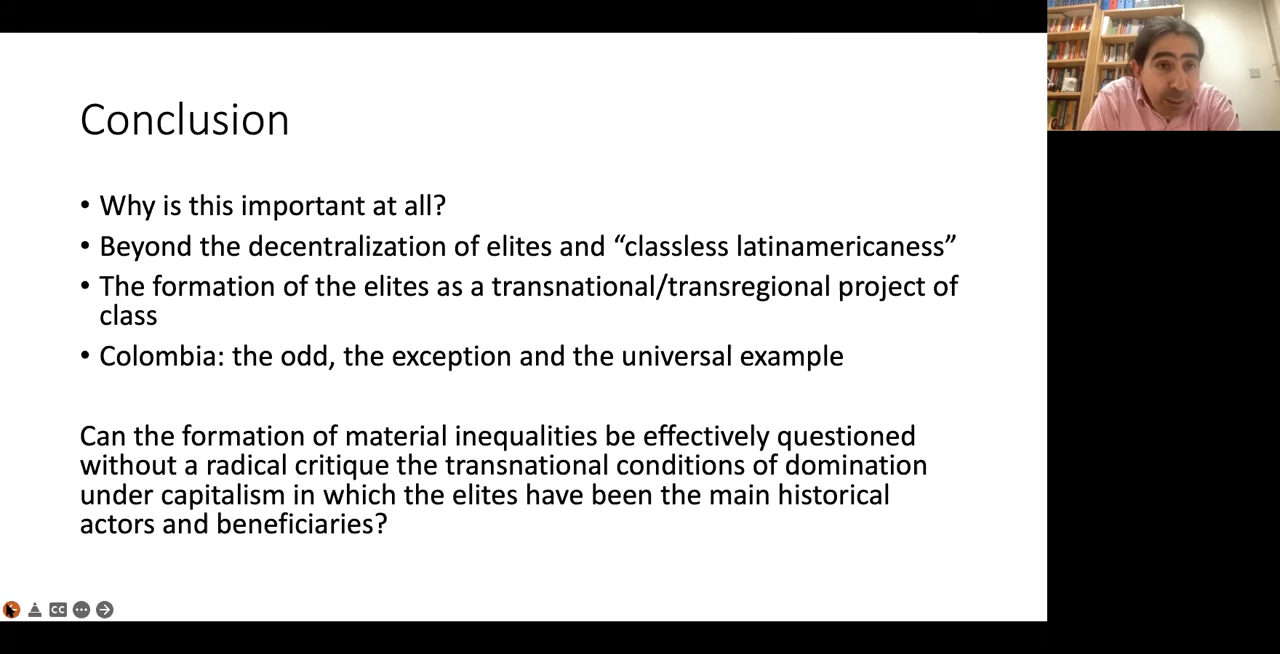 Conclusion
• Why is this important at all?
• Beyond the decentralization of elites and “classless latinamericaness”
• The formation of the elites as a transnational/transregional project of
class
• Colombia: the odd, the exception and the universal example
Can the formation of material inequalities be effectively questioned
without a radical critique the transnational conditions of domination
under capitalism in which the elites have been the main historical
actors and beneficiaries?
CC